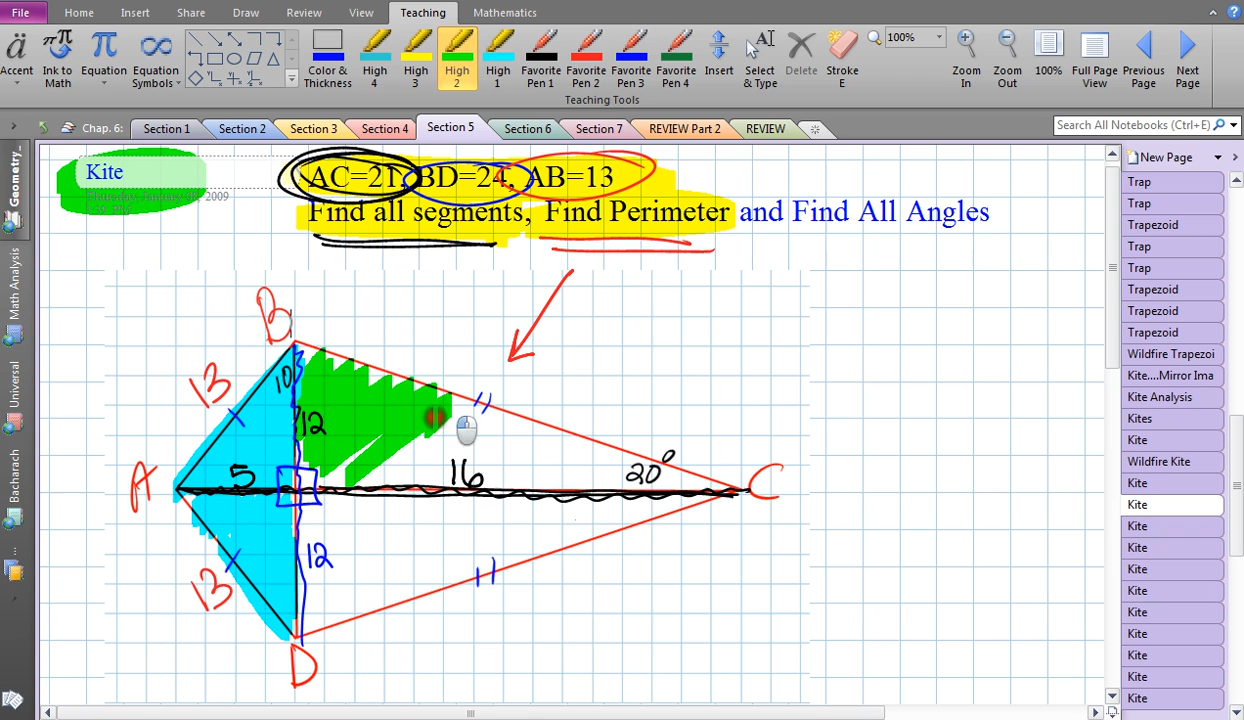 File Home Insert Share Draw Review View Teaching Mathematics
Accent Ink to Math Equation Equation Symbols Color & Thickness High 4 High 3 High 2 High 1 Favorite Pen 1 Favorite Pen 2 Favorite Pen 3 Favorite Pen 4 Insert Select & Type Delete Stroke E 100% Zoom In Zoom Out 100% Full Page View Previous Page Next Page
Teaching Tools
Chap. 6: Section 1 Section 2 Section 3 Section 4 Section 5 Section 6 Section 7 REVIEW Part 2 REVIEW Search All Notebooks (Ctrl+E)
Geometry_
Math Analysis
Universal
Bacharach
Kite
2009
AC=21, BD=24, AB=13
Find all segments, Find Perimeter and Find All Angles
B
13
10
12
A
5
16
20°
C
13
12
D
New Page
Trap
Trap
Trapezoid
Trap
Trap
Trapezoid
Trapezoid
Trapezoid
Wildfire Trapezoi
Kite....Mirror Ima
Kite Analysis
Kites
Kite
Wildfire Kite
Kite
Kite
Kite
Kite
Kite
Kite
Kite
Kite
Kite
Kite